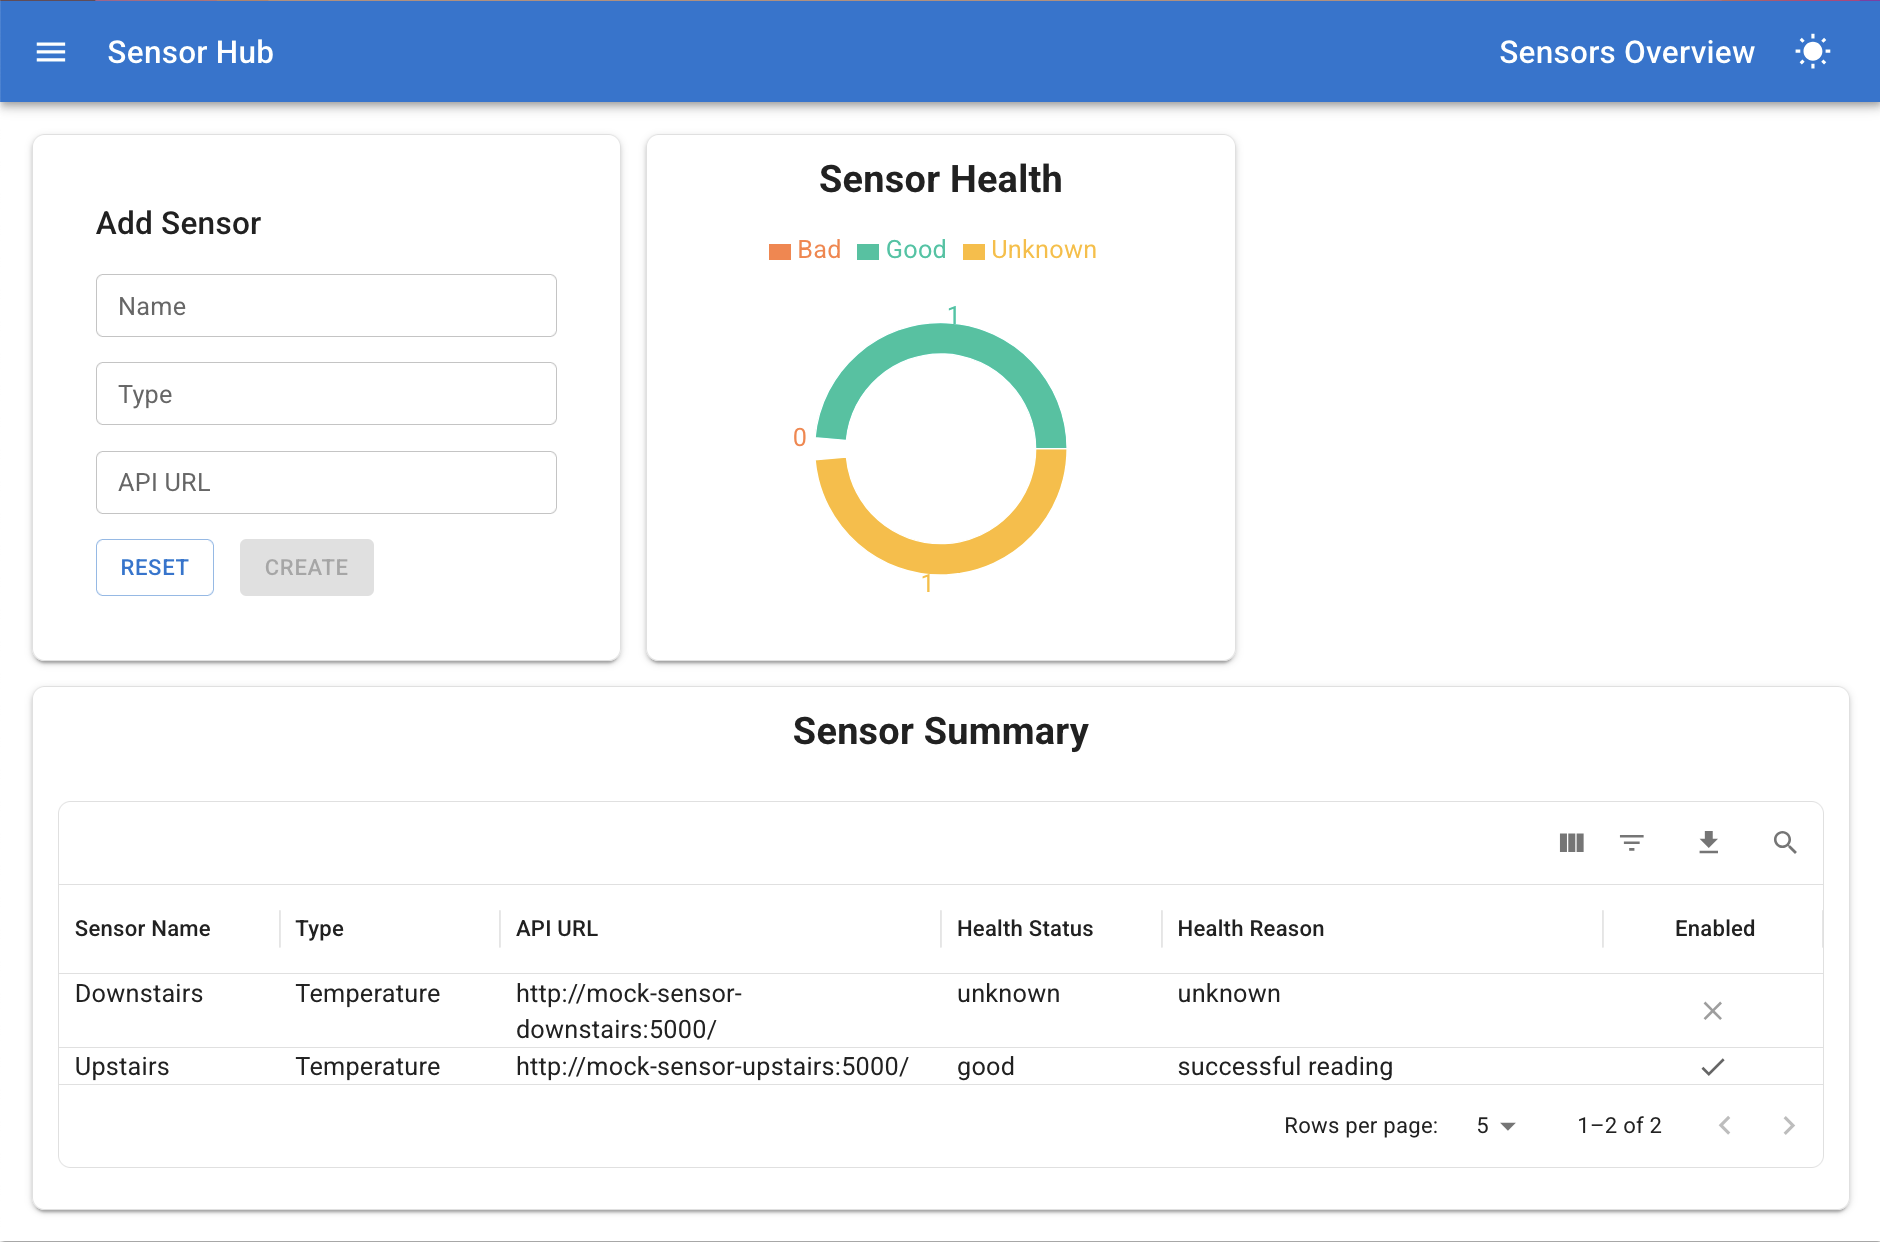 Sensor Hub
Sensors Overview
Add Sensor
Name
Type
API URL
RESET
CREATE
Sensor Health
Bad
Good
Unknown
1
0
1
Sensor Summary
Sensor Name
Type
API URL
Health Status
Health Reason
Enabled
Downstairs
Temperature
http://mock-sensor-
downstairs:5000/
unknown
unknown
Upstairs
Temperature
http://mock-sensor-upstairs:5000/
good
successful reading
Rows per page:
5
1–2 of 2